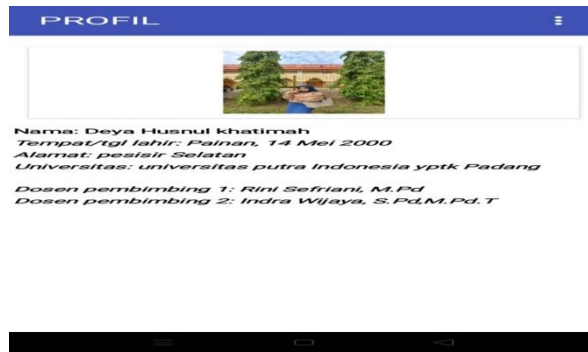 PROFIL
Nama: Deya Husnul khatimah
Tempat/tgl lahir: Painan, 14 Mei 2000
Alamat: pesisir Selatan
Universitas: universitas putra Indonesia yptk Padang
Dosen pembimbing 1: Rini Sefriani, M.Pd
Dosen pembimbing 2: Indra Wijaya, S.Pd,M.Pd.T